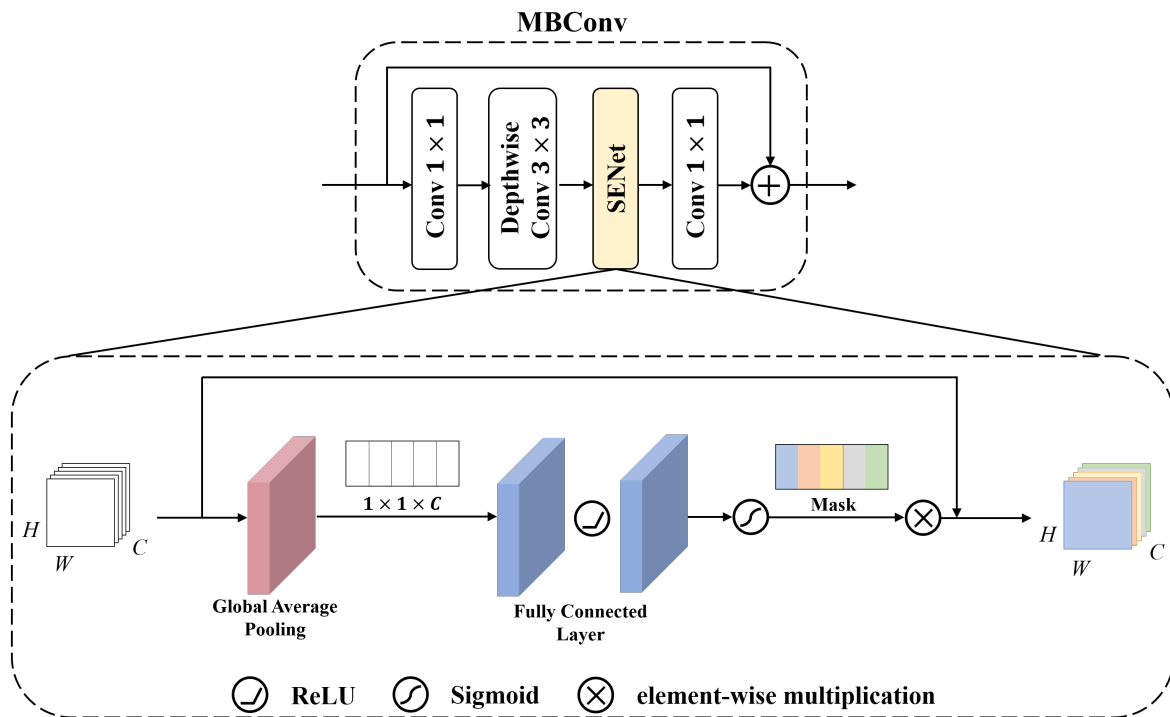 MBConv
Conv 1 × 1
Depthwise
Conv 3 × 3
SENet
Conv 1 × 1
H
W
C
1 × 1 × C
Mask
H
W
C
Global Average
Pooling
Fully Connected
Layer
ReLU
Sigmoid
element-wise multiplication